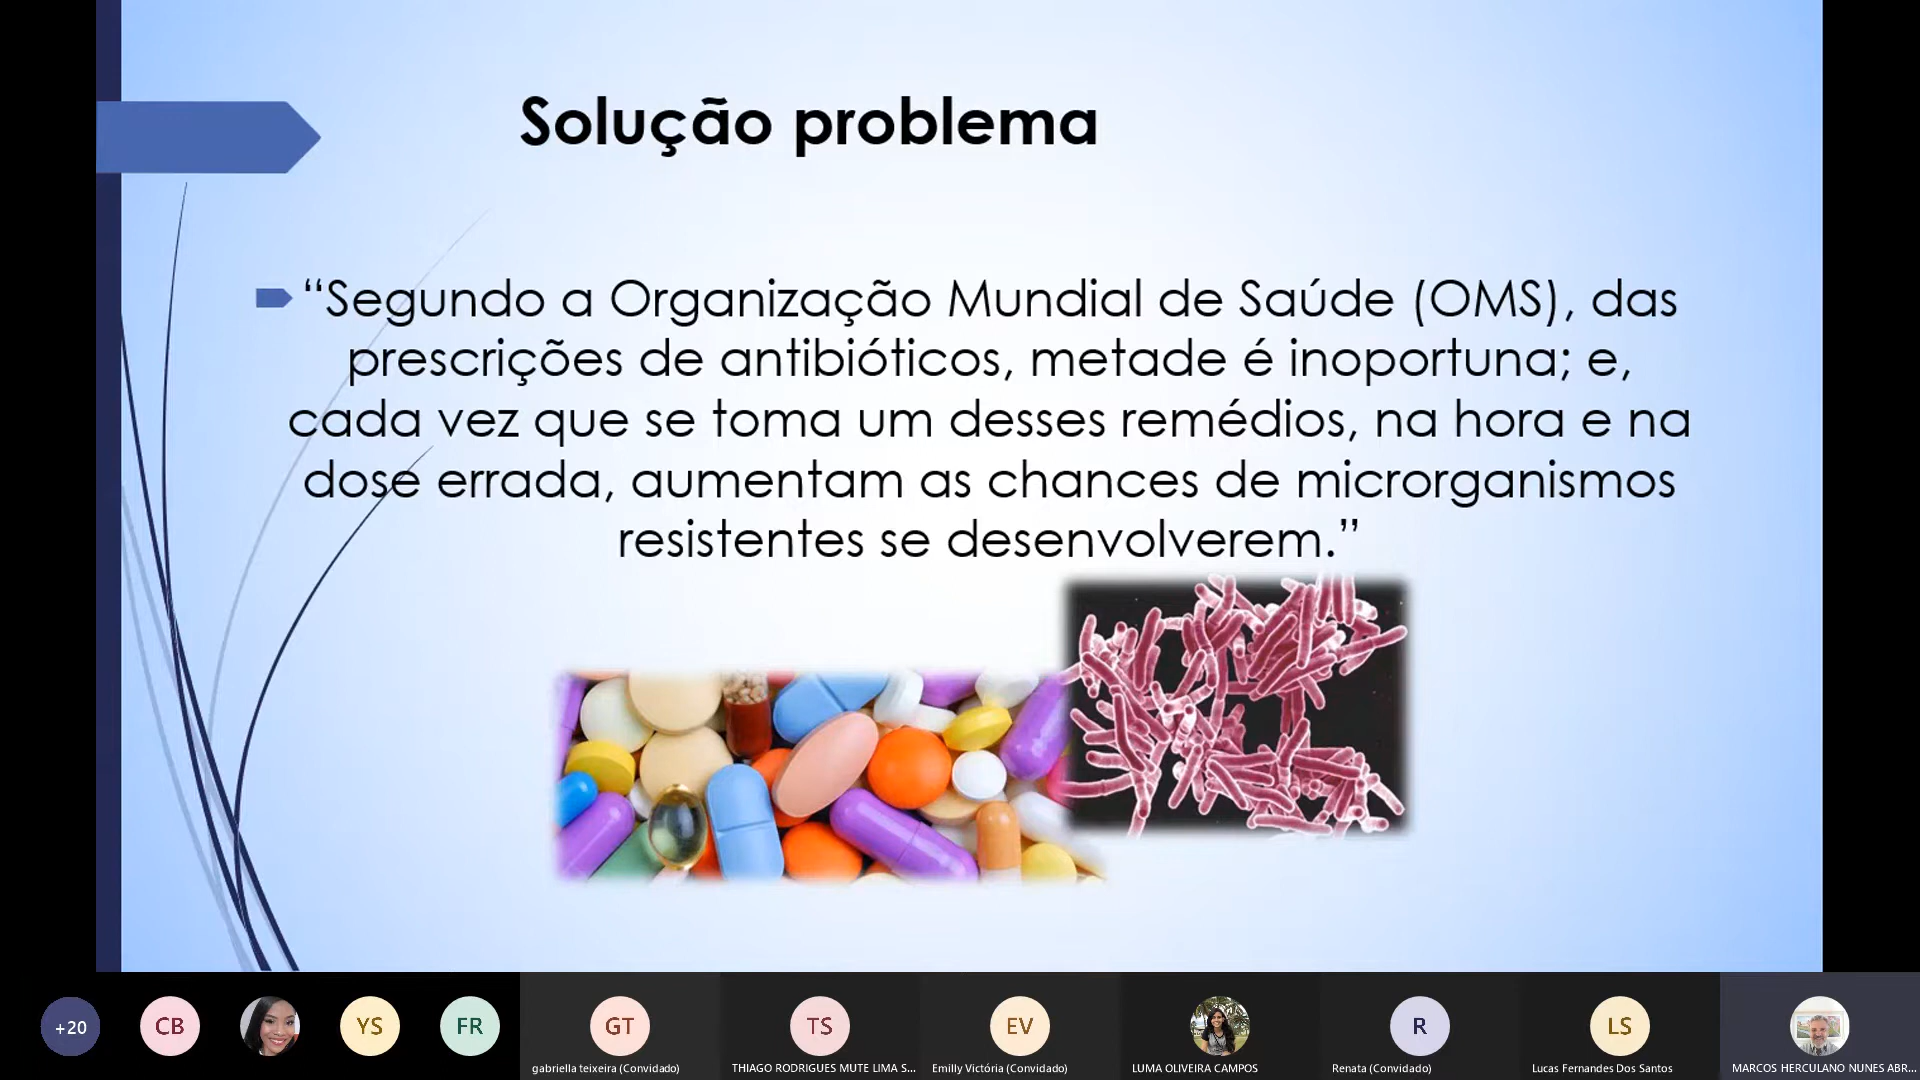 Solução problema
“Segundo a Organização Mundial de Saúde (OMS), das
prescrições de antibióticos, metade é inoportuna; e,
cada vez que se toma um desses remédios, na hora e na
dose errada, aumentam as chances de microrganismos
resistentes se desenvolverem.”
+20
CB
YS
FR
GT
TS
EV
R
LS
gabriella teixeira (Convidado)
THIAGO RODRIGUES MUTE LIMA S...
Emilly Victória (Convidado)
LUMA OLIVEIRA CAMPOS
Renata (Convidado)
Lucas Fernandes Dos Santos
MARCOS HERCULANO NUNES ABR...